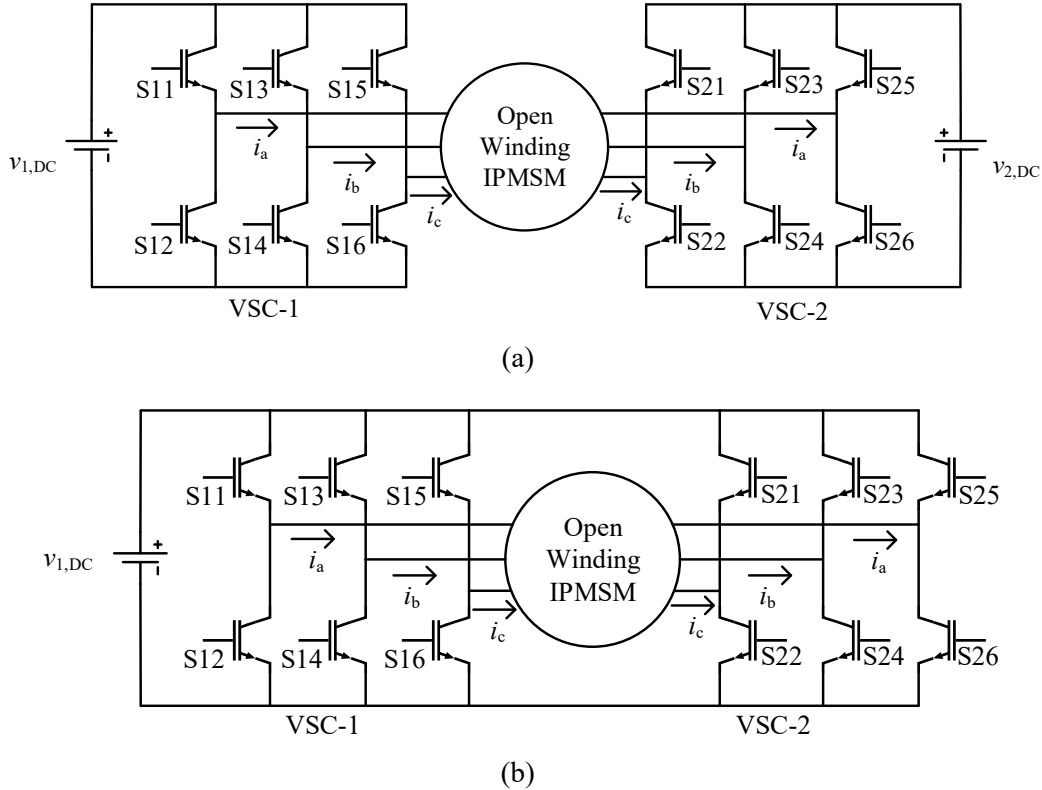 S11 S13 S15 S21 S23 S25
Open
Winding
IPMSM
v1,DC + - ia ib ic ic ib ia + - v2,DC
S12 S14 S16 S22 S24 S26
VSC-1 VSC-2
(a)
S11 S13 S15 S21 S23 S25
Open
Winding
IPMSM
v1,DC + - ia ib ic ic ib ia
S12 S14 S16 S22 S24 S26
VSC-1 VSC-2
(b)